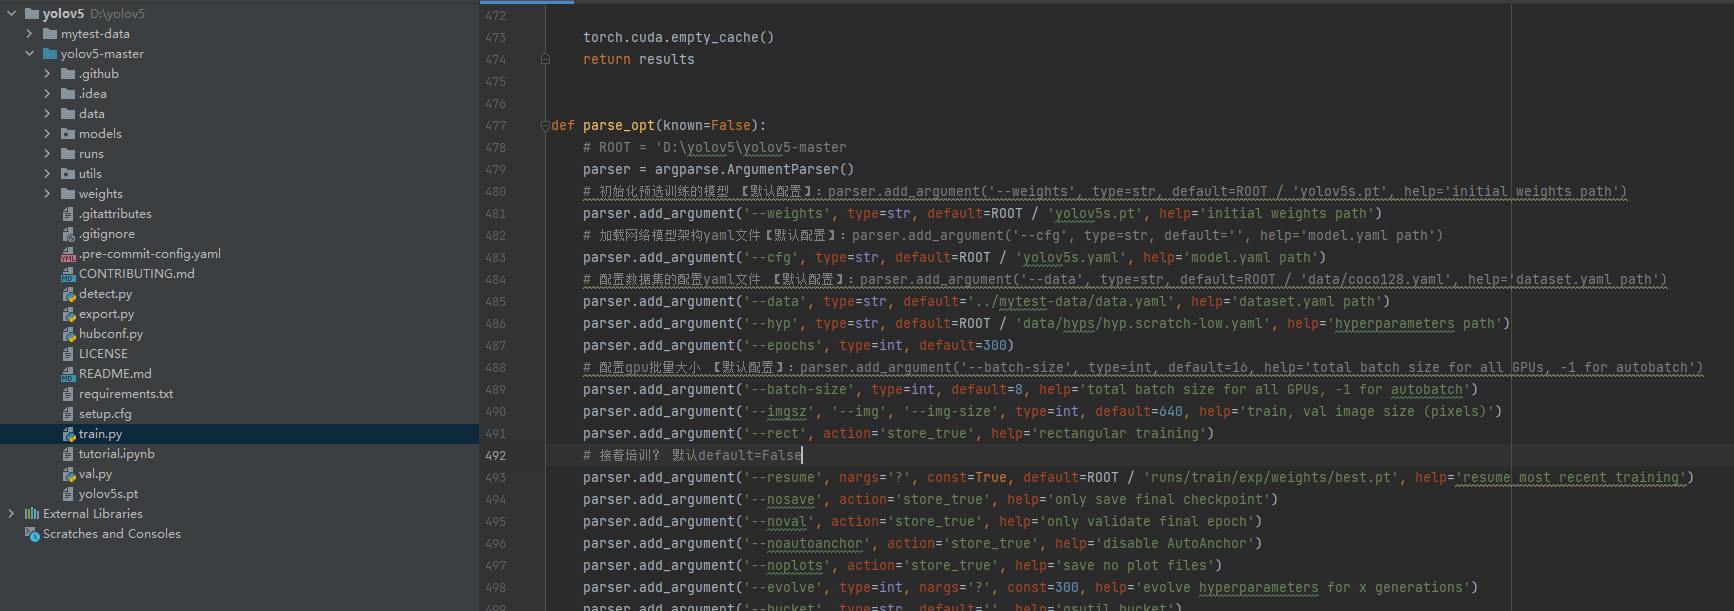 yolov5 D:\yolov5
mytest-data
yolov5-master
.github
.idea
data
models
runs
utils
weights
.gitattributes
.gitignore
.pre-commit-config.yaml
CONTRIBUTING.md
detect.py
export.py
hubconf.py
LICENSE
README.md
requirements.txt
setup.cfg
train.py
tutorial.ipynb
val.py
yolov5s.pt
External Libraries
Scratches and Consoles
472
473 torch.cuda.empty_cache()
474 return results
475
476
477 def parse_opt(known=False):
478 # ROOT = 'D:\yolov5\yolov5-master
479 parser = argparse.ArgumentParser()
480 # 初始化预选训练的模型 【默认配置】：parser.add_argument('--weights', type=str, default=ROOT / 'yolov5s.pt', help='initial weights path')
481 parser.add_argument('--weights', type=str, default=ROOT / 'yolov5s.pt', help='initial weights path')
482 # 加载网络模型架构yaml文件【默认配置】：parser.add_argument('--cfg', type=str, default='', help='model.yaml path')
483 parser.add_argument('--cfg', type=str, default=ROOT / 'yolov5s.yaml', help='model.yaml path')
484 # 配置数据集的配置yaml文件 【默认配置】：parser.add_argument('--data', type=str, default=ROOT / 'data/coco128.yaml', help='dataset.yaml path')
485 parser.add_argument('--data', type=str, default='../mytest-data/data.yaml', help='dataset.yaml path')
486 parser.add_argument('--hyp', type=str, default=ROOT / 'data/hyps/hyp.scratch-low.yaml', help='hyperparameters path')
487 parser.add_argument('--epochs', type=int, default=300)
488 # 配置gpu批量大小 【默认配置】：parser.add_argument('--batch-size', type=int, default=16, help='total batch size for all GPUs, -1 for autobatch')
489 parser.add_argument('--batch-size', type=int, default=8, help='total batch size for all GPUs, -1 for autobatch')
490 parser.add_argument('--imgsz', '--img', '--img-size', type=int, default=640, help='train, val image size (pixels)')
491 parser.add_argument('--rect', action='store_true', help='rectangular training')
492 # 接着培训？ 默认default=False
493 parser.add_argument('--resume', nargs='?', const=True, default=ROOT / 'runs/train/exp/weights/best.pt', help='resume most recent training')
494 parser.add_argument('--nosave', action='store_true', help='only save final checkpoint')
495 parser.add_argument('--noval', action='store_true', help='only validate final epoch')
496 parser.add_argument('--noautoanchor', action='store_true', help='disable AutoAnchor')
497 parser.add_argument('--noplots', action='store_true', help='save no plot files')
498 parser.add_argument('--evolve', type=int, nargs='?', const=300, help='evolve hyperparameters for x generations')
499 parser.add_argument('--bucket', type=str, default='', help='gsutil bucket')